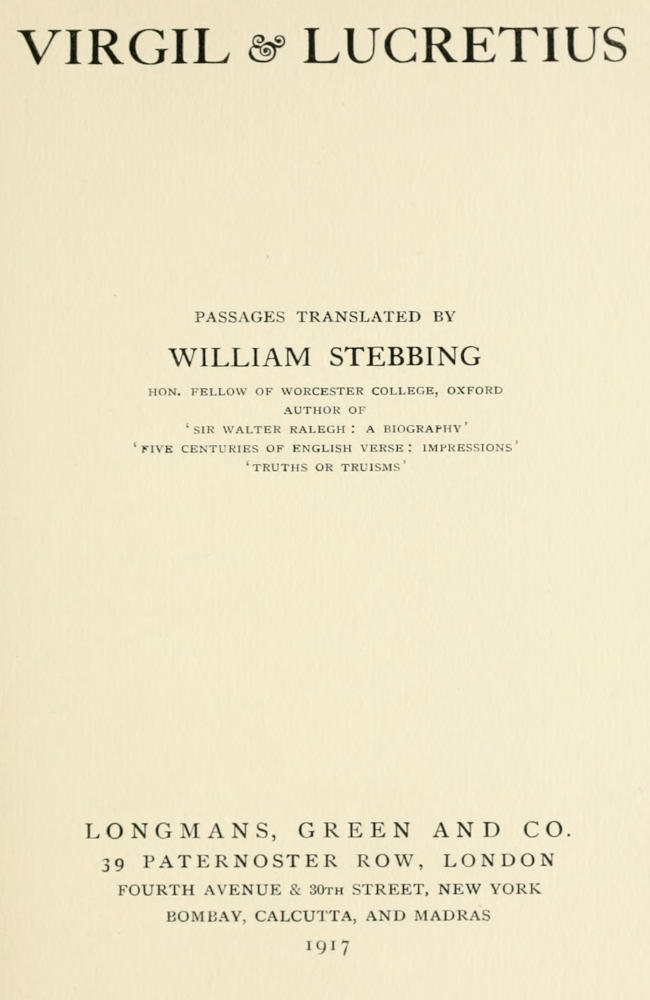 VIRGIL & LUCRETIUS
PASSAGES TRANSLATED BY
WILLIAM STEBBING
HON. FELLOW OF WORCESTER COLLEGE, OXFORD
AUTHOR OF
‘SIR WALTER RALEGH: A BIOGRAPHY’
‘FIVE CENTURIES OF ENGLISH VERSE: IMPRESSIONS’
‘TRUTHS OR TRUISMS’
LONGMANS, GREEN AND CO.
39 PATERNOSTER ROW, LONDON
FOURTH AVENUE & 30TH STREET, NEW YORK
BOMBAY, CALCUTTA, AND MADRAS
1917